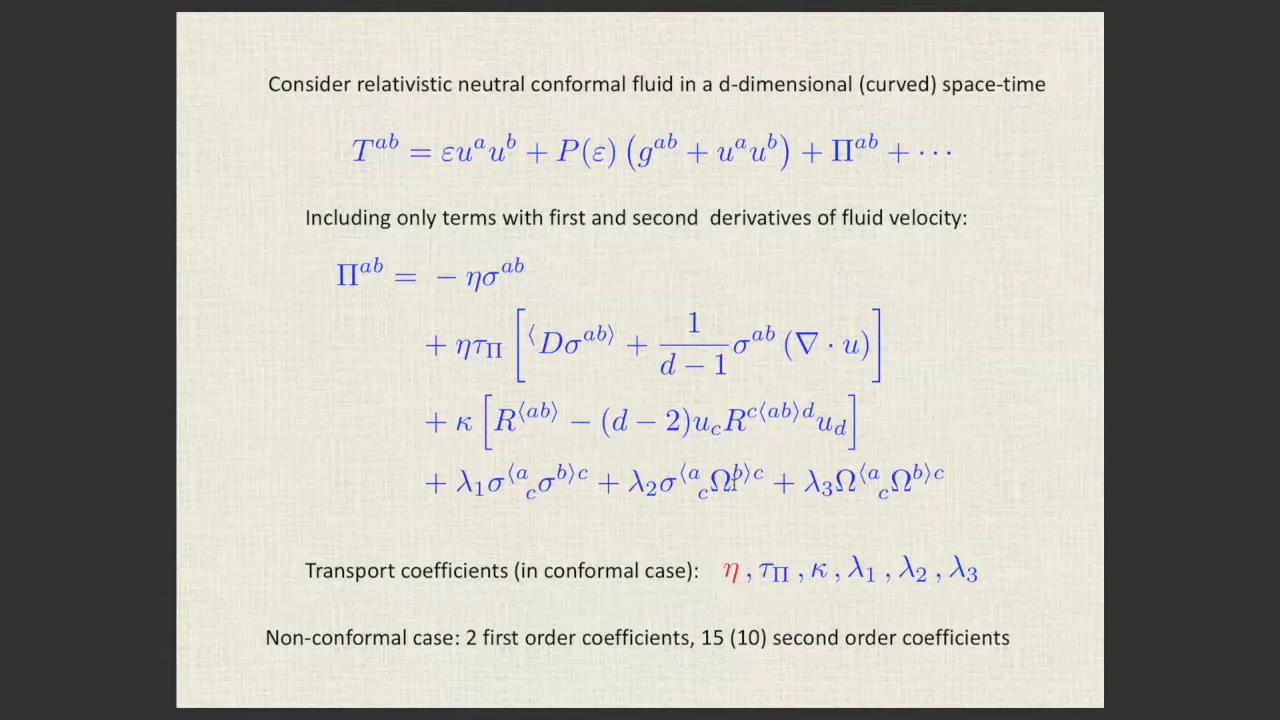 Consider relativistic neutral conformal fluid in a d-dimensional (curved) space-time
T^{ab} = εu^a u^b + P(ε) (g^{ab} + u^a u^b) + Π^{ab} + ···
Including only terms with first and second derivatives of fluid velocity:
Π^{ab} = − ησ^{ab}
+ ητ_Π [ ^⟨Dσ^{ab⟩} + \frac{1}{d − 1} σ^{ab} (∇ · u) ]
+ κ [ R^{⟨ab⟩} − (d − 2)u_c R^{c⟨ab⟩d} u_d ]
+ λ_1 σ^{⟨a}_c σ^{b⟩c} + λ_2 σ^{⟨a}_c Ω^{b⟩c} + λ_3 Ω^{⟨a}_c Ω^{b⟩c}
Transport coefficients (in conformal case): η , τ_Π , κ , λ_1 , λ_2 , λ_3
Non-conformal case: 2 first order coefficients, 15 (10) second order coefficients